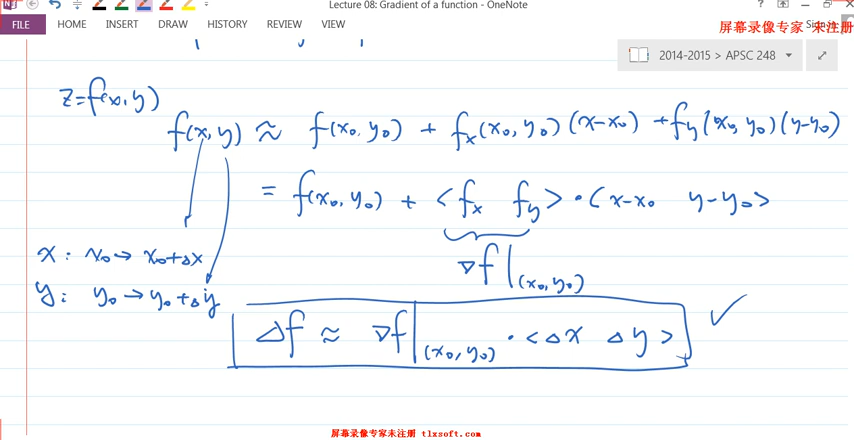 Lecture 08: Gradient of a function - OneNote
FILE HOME INSERT DRAW HISTORY REVIEW VIEW
屏幕录像专家 未注册
2014-2015 > APSC 248
z=f(x,y)
f(x,y) ≈ f(x₀,y₀) + fₓ(x₀,y₀)(x-x₀) + f_y(x₀,y₀)(y-y₀)
= f(x₀,y₀) + <fₓ f_y> · <x-x₀ y-y₀>
∇f|(x₀,y₀)
x: x₀→x₀+Δx
y: y₀→y₀+Δy
Δf ≈ ∇f|(x₀,y₀) · <Δx Δy> ✓
屏幕录像专家未注册 tlxsoft.com